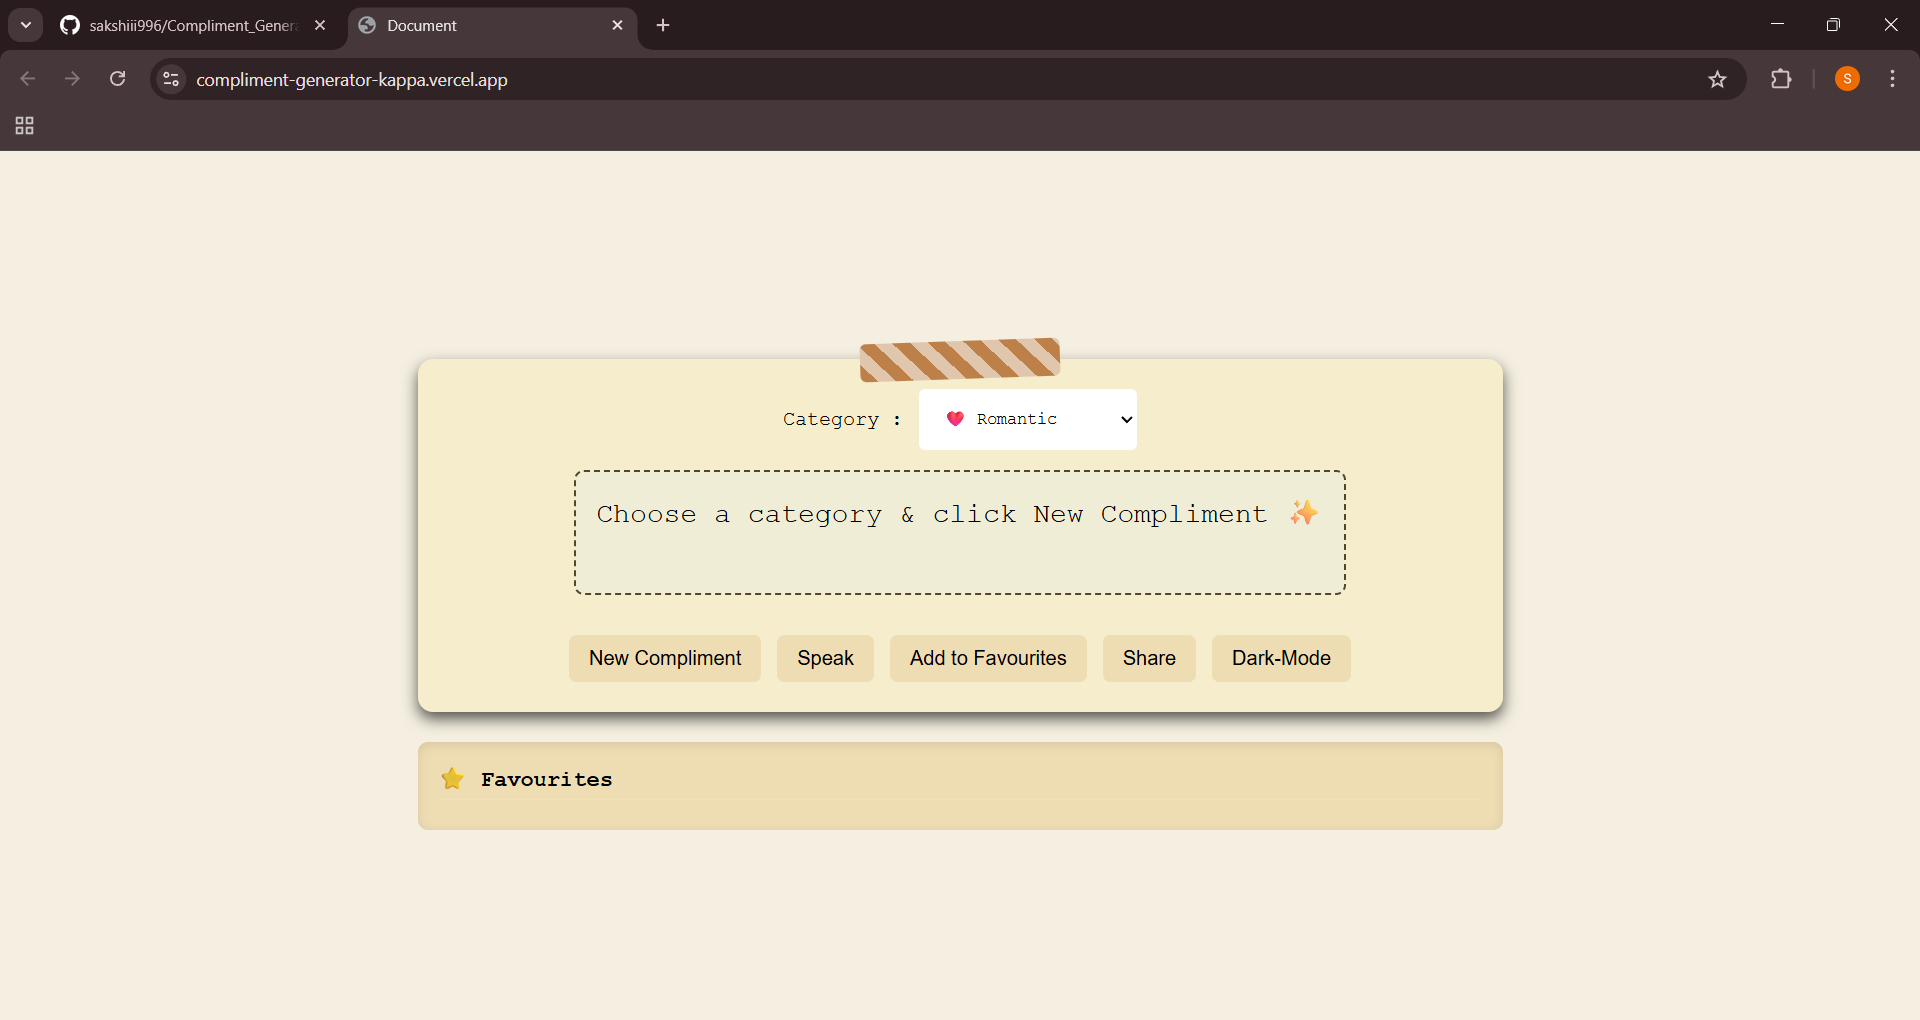 sakshiii996/Compliment_Genera
Document
compliment-generator-kappa.vercel.app
S
Category : ❤️ Romantic
Choose a category & click New Compliment ✨
New Compliment Speak Add to Favourites Share Dark-Mode
⭐ Favourites